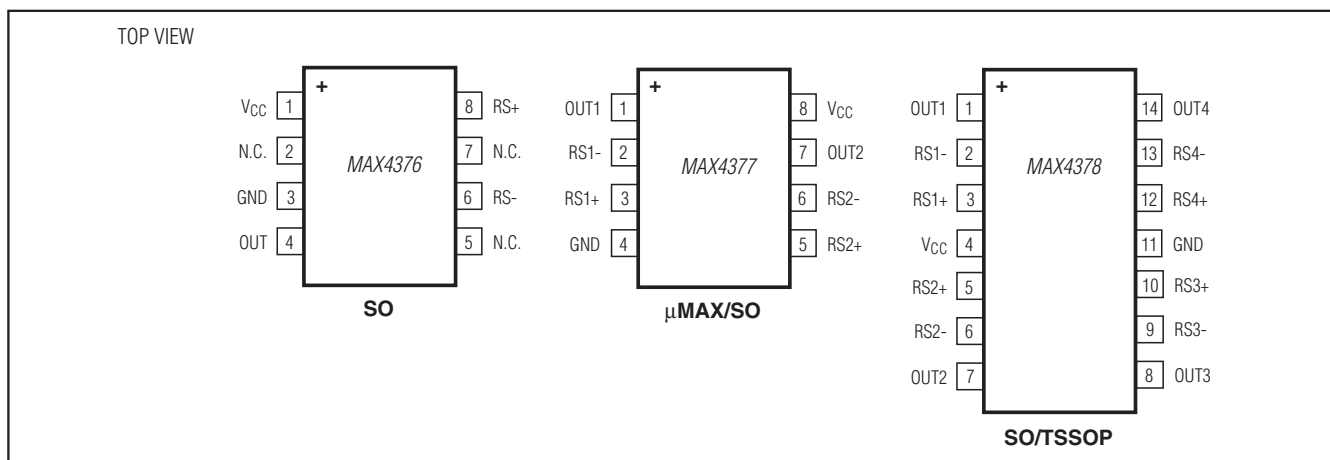 TOP VIEW
+
VCC 1
N.C. 2
GND 3
OUT 4
MAX4376
8 RS+
7 N.C.
6 RS-
5 N.C.
SO
+
OUT1 1
RS1- 2
RS1+ 3
GND 4
MAX4377
8 VCC
7 OUT2
6 RS2-
5 RS2+
μMAX/SO
+
OUT1 1
RS1- 2
RS1+ 3
VCC 4
RS2+ 5
RS2- 6
OUT2 7
MAX4378
14 OUT4
13 RS4-
12 RS4+
11 GND
10 RS3+
9 RS3-
8 OUT3
SO/TSSOP